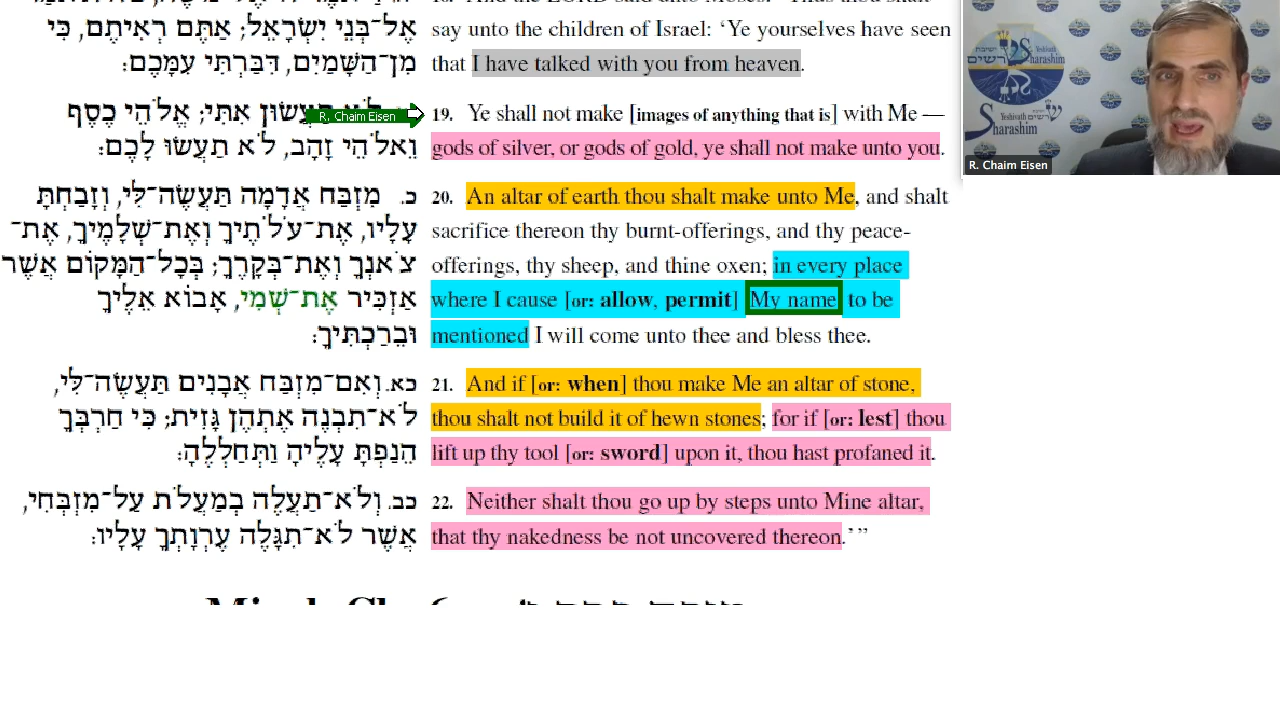 אֶל־בְּנֵי יִשְׂרָאֵל; אַתֶּם רְאִיתֶם, כִּי
מִן־הַשָּׁמַיִם, דִּבַּרְתִּי עִמָּכֶם:
תַעֲשׂוּן אִתִּי; אֱלֹהֵי כֶסֶף
וֵאלֹהֵי זָהָב, לֹא תַעֲשׂוּ לָכֶם:
כ. מִזְבַּח אֲדָמָה תַּעֲשֶׂה־לִּי, וְזָבַחְתָּ
עָלָיו, אֶת־עֹלֹתֶיךָ וְאֶת־שְׁלָמֶיךָ, אֶת־
צֹאנְךָ וְאֶת־בְּקָרֶךָ; בְּכָל־הַמָּקוֹם אֲשֶׁר
אַזְכִּיר אֶת־שְׁמִי, אָבוֹא אֵלֶיךָ
וּבֵרַכְתִּיךָ:
כא. וְאִם־מִזְבַּח אֲבָנִים תַּעֲשֶׂה־לִּי,
לֹא־תִבְנֶה אֶתְהֶן גָּזִית; כִּי חַרְבְּךָ
הֵנַפְתָּ עָלֶיהָ וַתְּחַלְלֶהָ:
כב. וְלֹא־תַעֲלֶה בְמַעֲלֹת עַל־מִזְבְּחִי,
אֲשֶׁר לֹא־תִגָּלֶה עֶרְוָתְךָ עָלָיו:
R. Chaim Eisen
say unto the children of Israel: ‘Ye yourselves have seen
that I have talked with you from heaven.
19. Ye shall not make [images of anything that is] with Me —
gods of silver, or gods of gold, ye shall not make unto you.
20. An altar of earth thou shalt make unto Me, and shalt
sacrifice thereon thy burnt-offerings, and thy peace-
offerings, thy sheep, and thine oxen; in every place
where I cause [or: allow, permit] My name to be
mentioned I will come unto thee and bless thee.
21. And if [or: when] thou make Me an altar of stone,
thou shalt not build it of hewn stones; for if [or: lest] thou
lift up thy tool [or: sword] upon it, thou hast profaned it.
22. Neither shalt thou go up by steps unto Mine altar,
that thy nakedness be not uncovered thereon.’”
ישיבת
שרשים
Yeshivath
Sharashim
R. Chaim Eisen